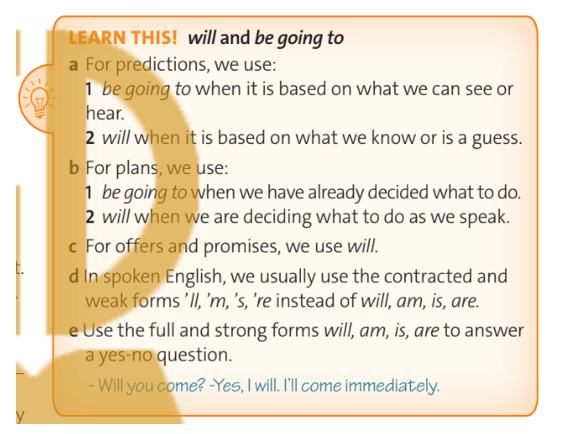 LEARN THIS! will and be going to
a For predictions, we use:
1 be going to when it is based on what we can see or
hear.
2 will when it is based on what we know or is a guess.
b For plans, we use:
1 be going to when we have already decided what to do.
2 will when we are deciding what to do as we speak.
c For offers and promises, we use will.
d In spoken English, we usually use the contracted and
weak forms ’ll, ’m, ’s, ’re instead of will, am, is, are.
e Use the full and strong forms will, am, is, are to answer
a yes-no question.
- Will you come? -Yes, I will. I'll come immediately.